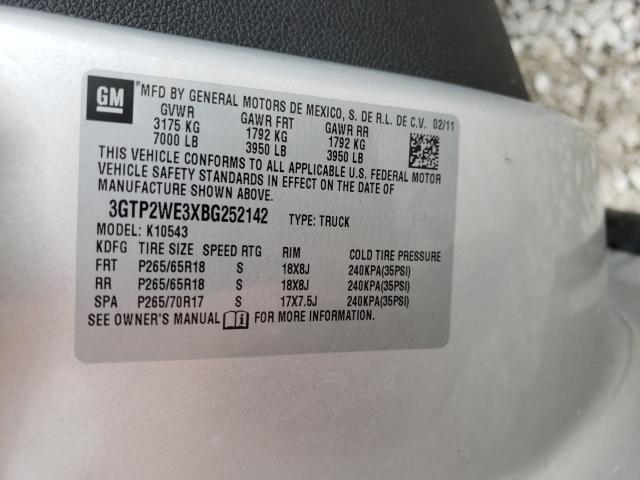 GM
MFD BY GENERAL MOTORS DE MEXICO, S. DE R.L. DE C.V. 02/11
GVWR GAWR FRT GAWR RR
3175 KG 1792 KG 1792 KG
7000 LB 3950 LB 3950 LB
THIS VEHICLE CONFORMS TO ALL APPLICABLE U.S. FEDERAL MOTOR
VEHICLE SAFETY STANDARDS IN EFFECT ON THE DATE OF
MANUFACTURE SHOWN ABOVE.
3GTP2WE3XBG252142 TYPE: TRUCK
MODEL: K10543
KDFG TIRE SIZE SPEED RTG RIM COLD TIRE PRESSURE
FRT P265/65R18 S 18X8J 240KPA(35PSI)
RR P265/65R18 S 18X8J 240KPA(35PSI)
SPA P265/70R17 S 17X7.5J 240KPA(35PSI)
SEE OWNER'S MANUAL FOR MORE INFORMATION.